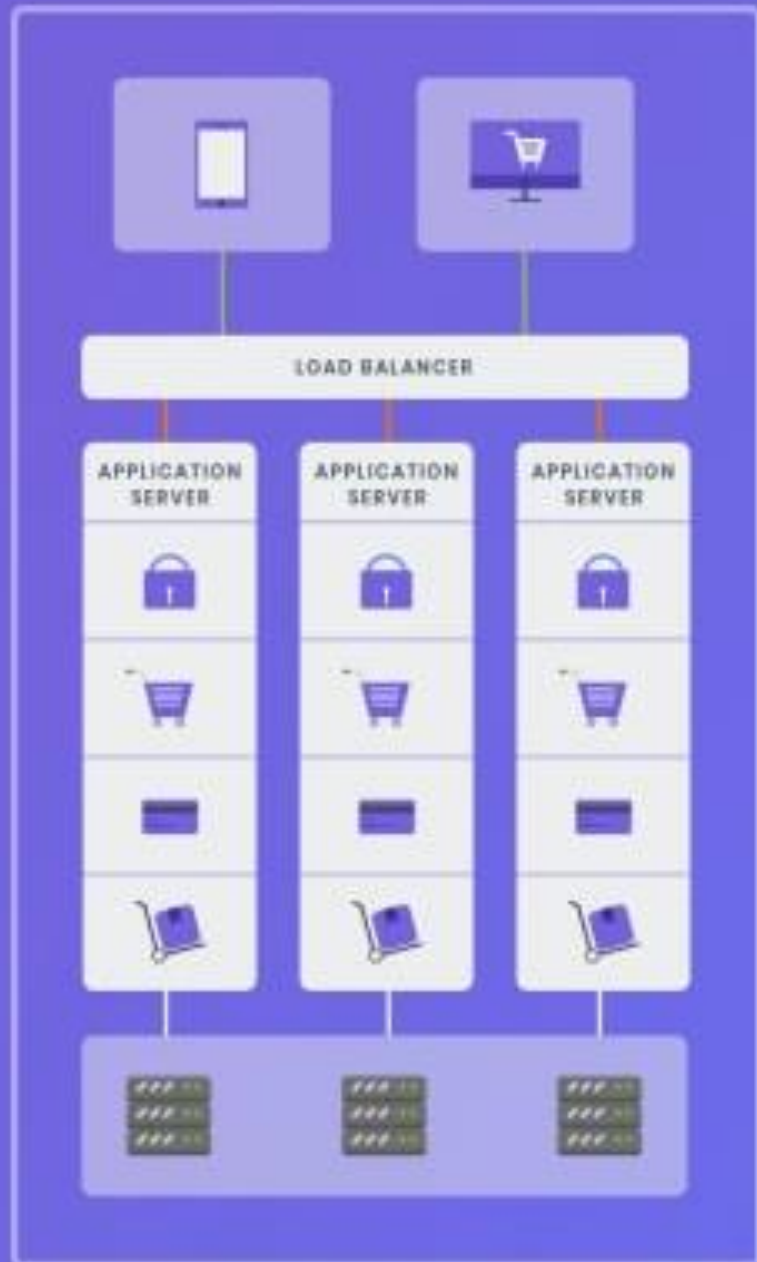 LOAD BALANCER
APPLICATION
SERVER
APPLICATION
SERVER
APPLICATION
SERVER